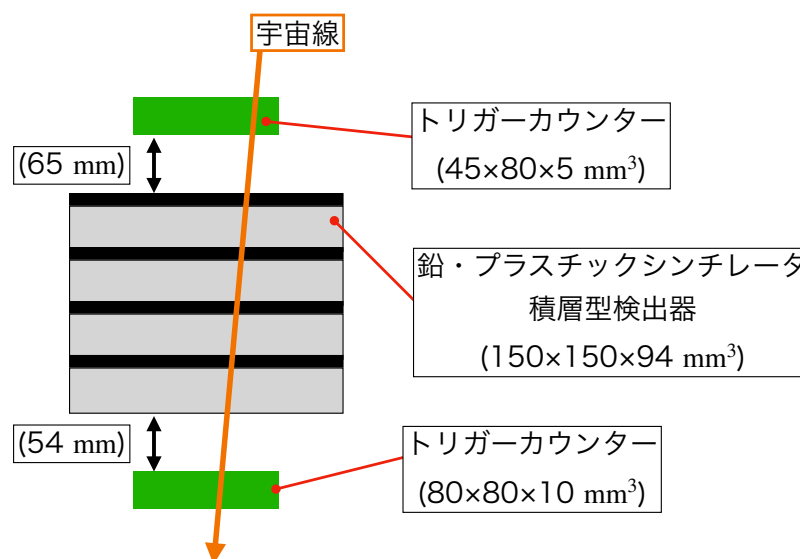 宇宙線
トリガーカウンター
(45×80×5 mm³)
(65 mm)
鉛・プラスチックシンチレータ
積層型検出器
(150×150×94 mm³)
(54 mm)
トリガーカウンター
(80×80×10 mm³)